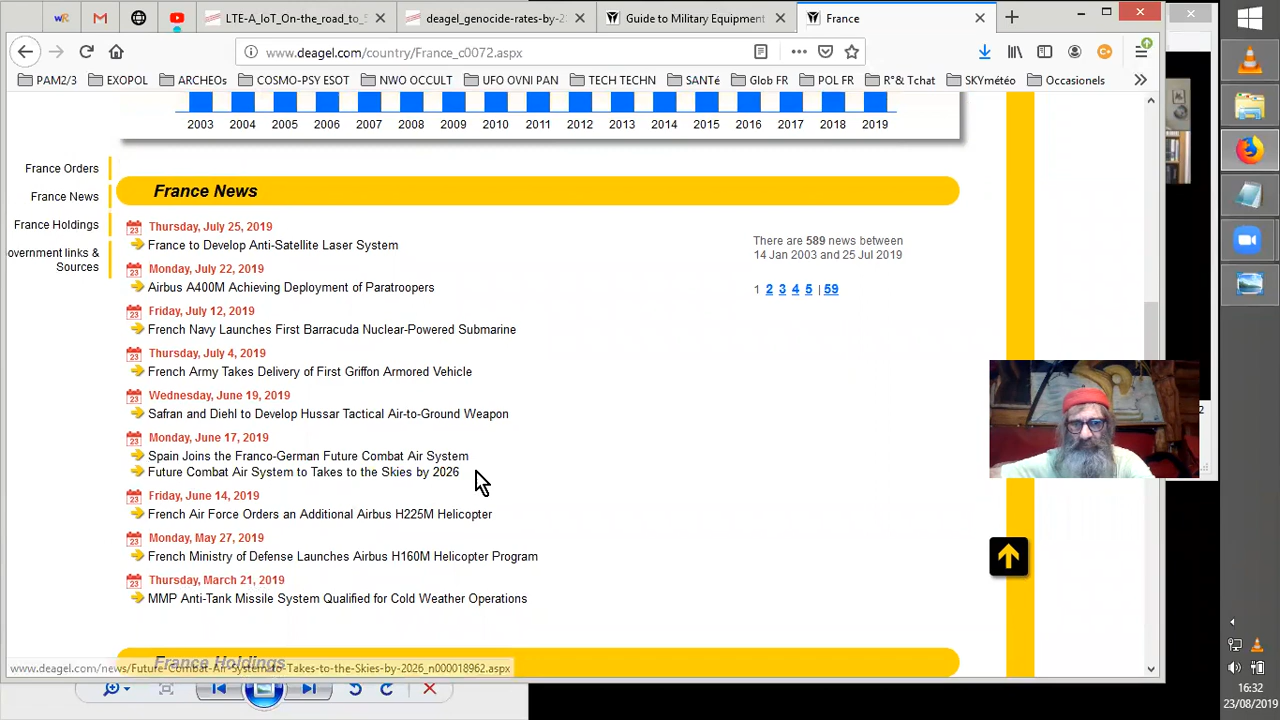 LTE-A_IoT_On-the_road_to_
deagel_genocide-rates-by-2
Guide to Military Equipment
France
www.deagel.com/country/France_c0072.aspx
PAM2/3 EXOPOL ARCHEOs COSMO-PSY ESOT NWO OCCULT UFO OVNI PAN TECH TECHN SANTé Glob FR POL FR R°& Tchat SKYmétéo Occasionels
2003 2004 2005 2006 2007 2008 2009 2010 2011 2012 2013 2014 2015 2016 2017 2018 2019
France Orders
France News
France Holdings
overnment links &
Sources
France News
Thursday, July 25, 2019
France to Develop Anti-Satellite Laser System
Monday, July 22, 2019
Airbus A400M Achieving Deployment of Paratroopers
Friday, July 12, 2019
French Navy Launches First Barracuda Nuclear-Powered Submarine
Thursday, July 4, 2019
French Army Takes Delivery of First Griffon Armored Vehicle
Wednesday, June 19, 2019
Safran and Diehl to Develop Hussar Tactical Air-to-Ground Weapon
Monday, June 17, 2019
Spain Joins the Franco-German Future Combat Air System
Future Combat Air System to Takes to the Skies by 2026
Friday, June 14, 2019
French Air Force Orders an Additional Airbus H225M Helicopter
Monday, May 27, 2019
French Ministry of Defense Launches Airbus H160M Helicopter Program
Thursday, March 21, 2019
MMP Anti-Tank Missile System Qualified for Cold Weather Operations
There are 589 news between
14 Jan 2003 and 25 Jul 2019
1 2 3 4 5 | 59
France Holdings
www.deagel.com/news/Future-Combat-Air-System-to-Takes-to-the-Skies-by-2026_n000018962.aspx
2
16:32
23/08/2019